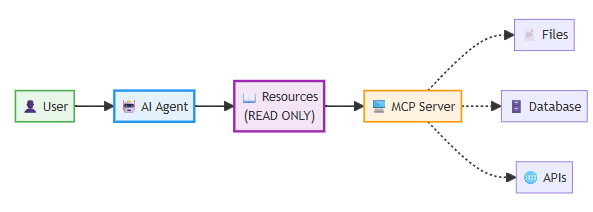 User
AI Agent
Resources
(READ ONLY)
MCP Server
Files
Database
APIs